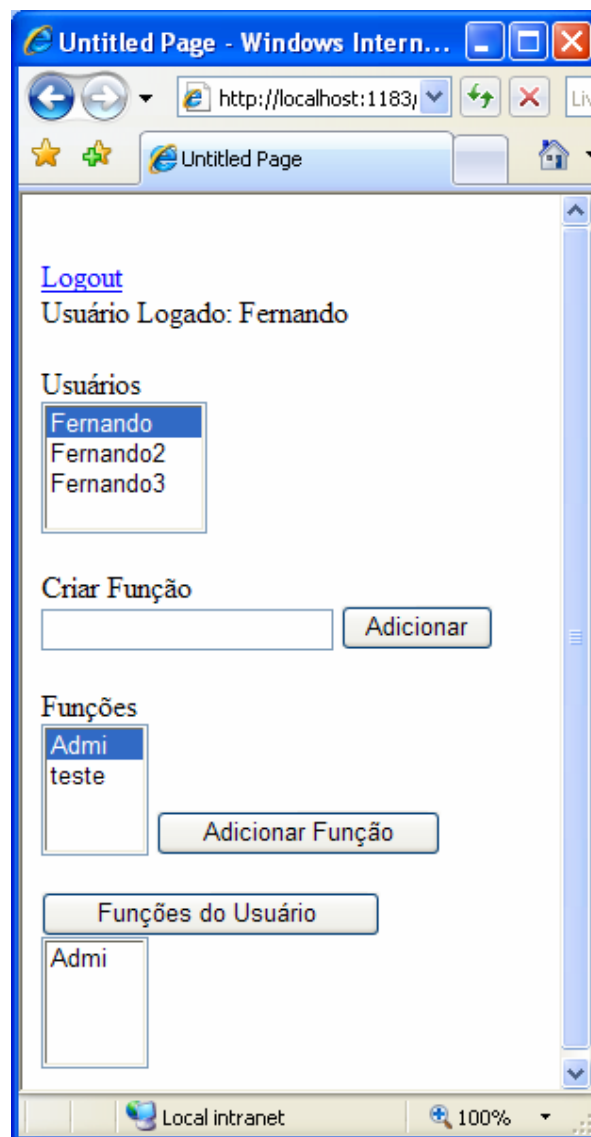 Untitled Page - Windows Intern...
http://localhost:1183/
Liv
Untitled Page
Logout
Usuário Logado: Fernando
Usuários
Fernando
Fernando2
Fernando3
Criar Função
Adicionar
Funções
Admi
teste
Adicionar Função
Funções do Usuário
Admi
Local intranet
100%